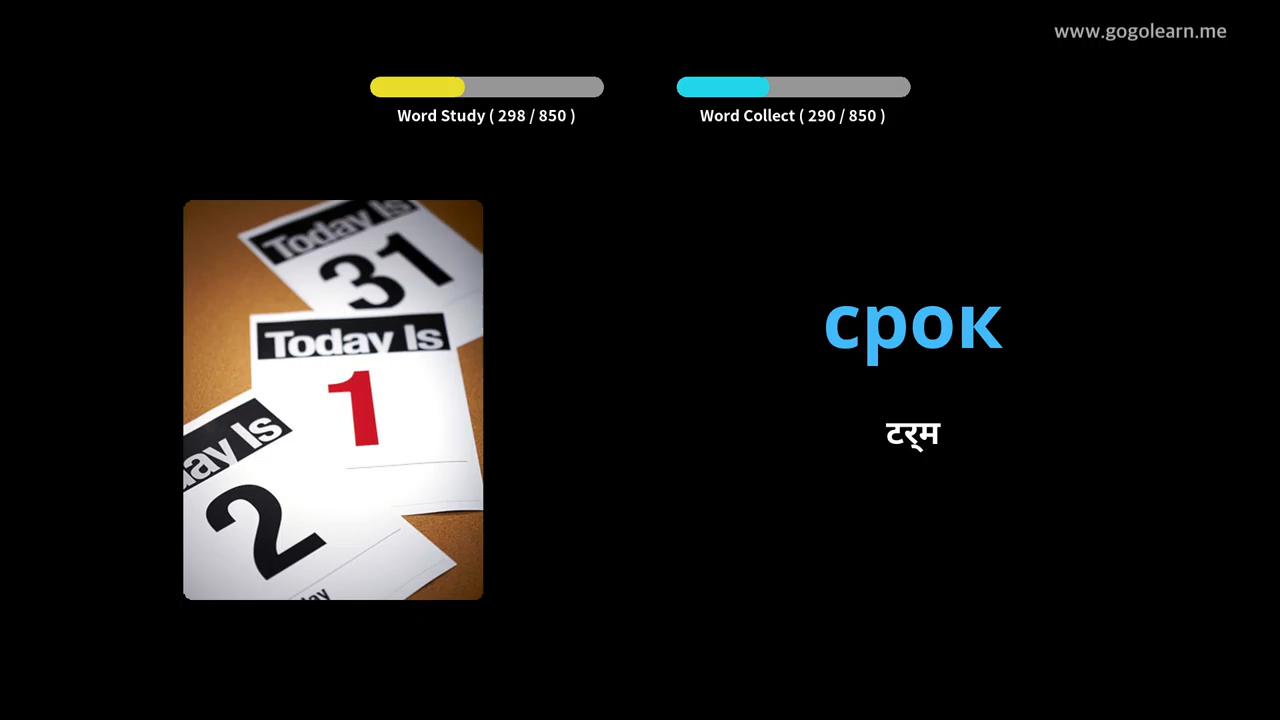 www.gogolearn.me
Word Study ( 298 / 850 )
Word Collect ( 290 / 850 )
Today Is
31
Today Is
1
ay Is
2
срок
टर्म